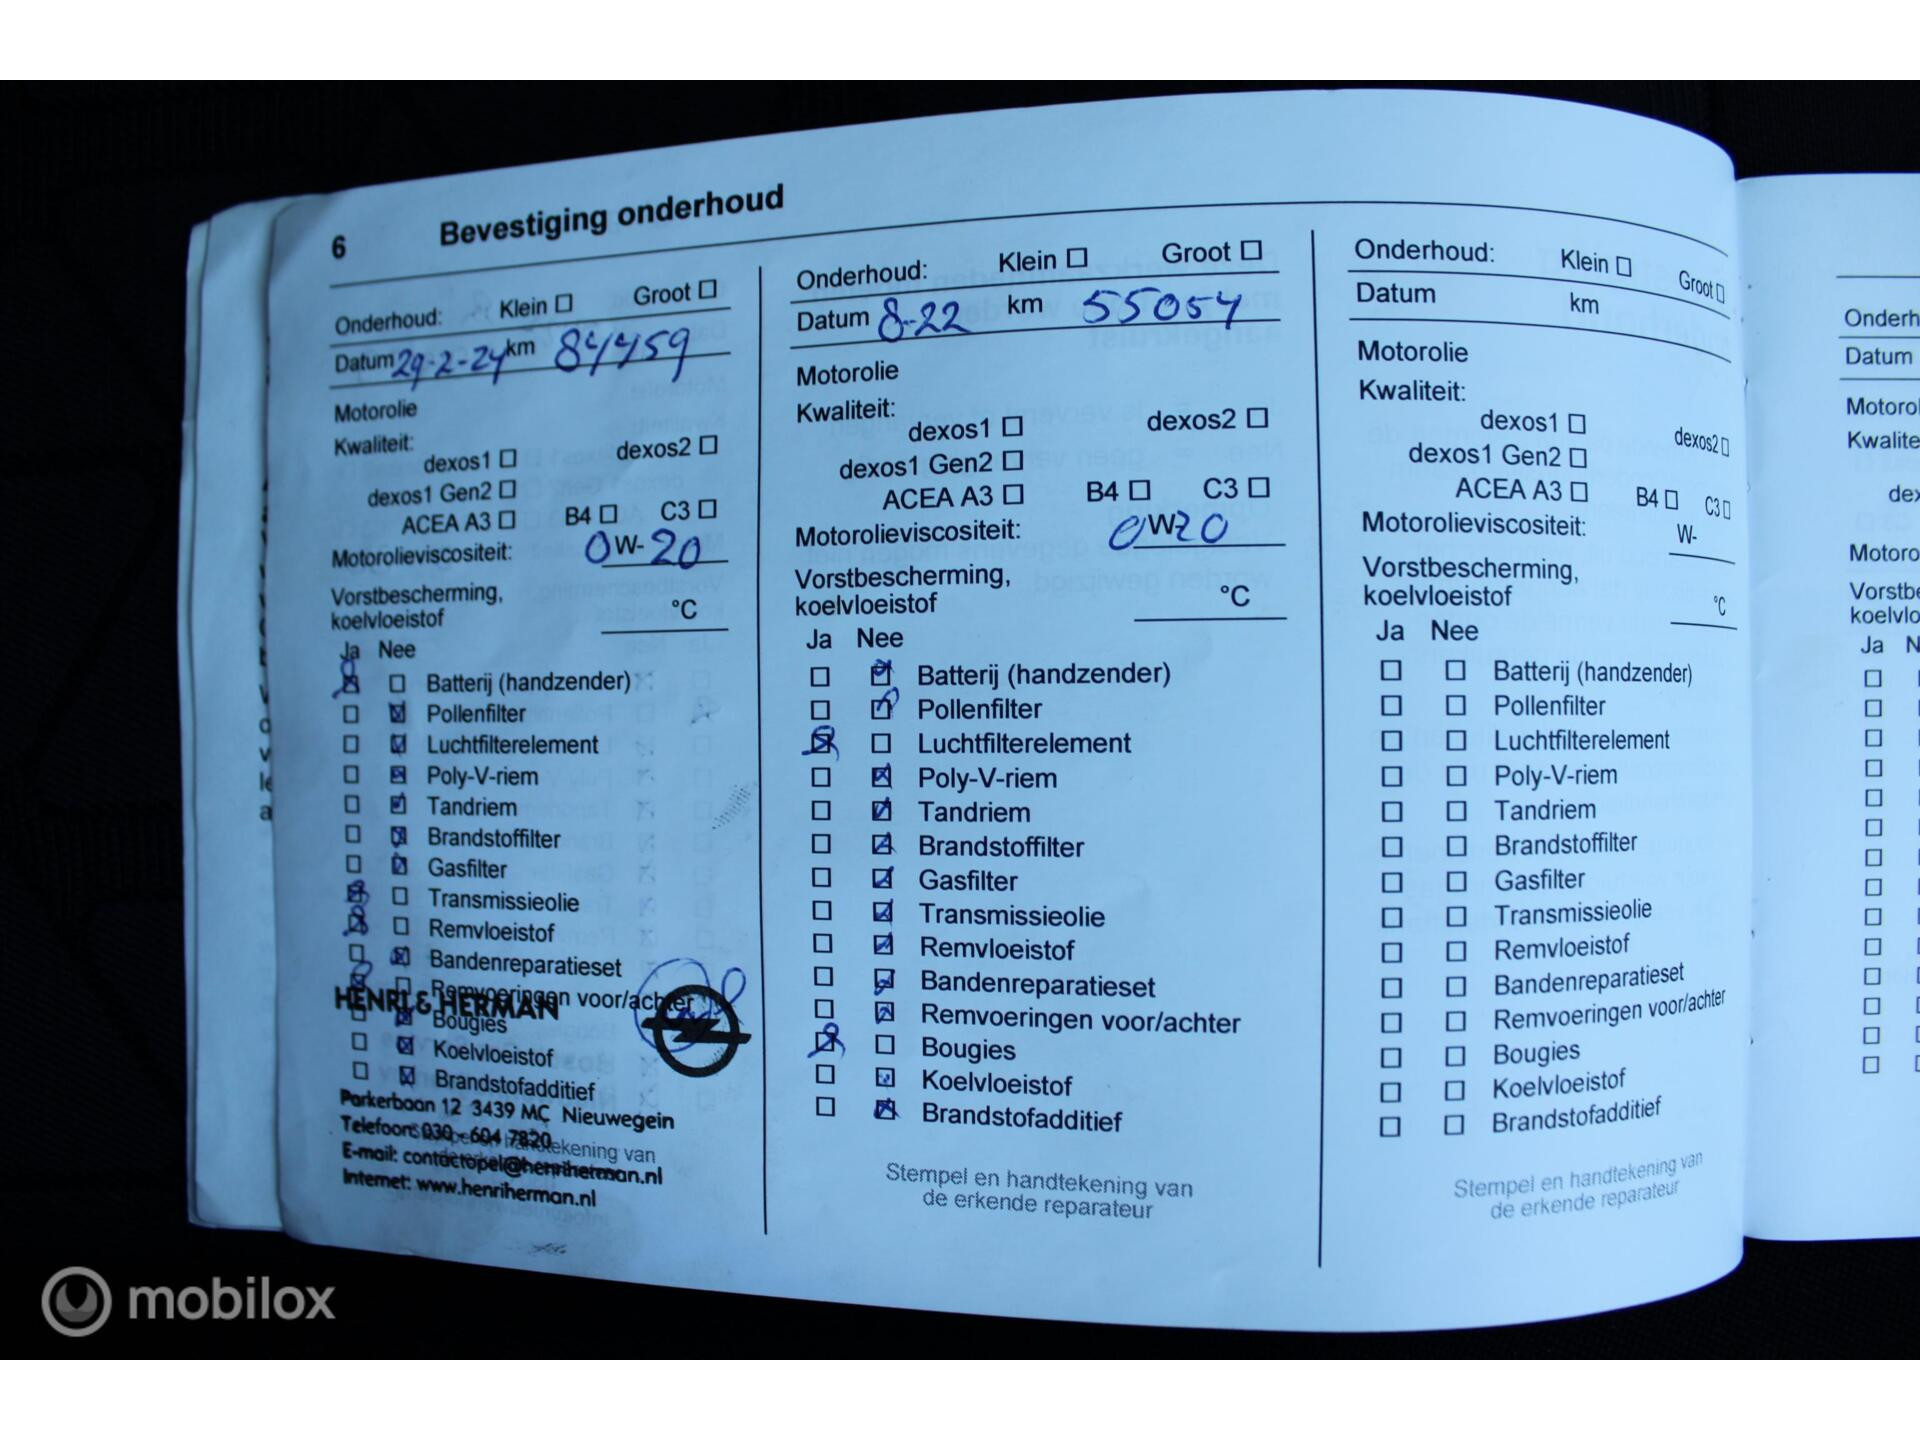 6 Bevestiging onderhoud
Onderhoud: Klein Groot
Datum 29-2-24 km 84459
Motorolie
Kwaliteit:
dexos1 dexos2
dexos1 Gen2
ACEA A3 B4 C3
Motorolieviscositeit: 0 W- 20
Vorstbescherming,
koelvloeistof °C
Ja Nee
Batterij (handzender)
Pollenfilter
Luchtfilterelement
Poly-V-riem
Tandriem
Brandstoffilter
Gasfilter
Transmissieolie
Remvloeistof
Bandenreparatieset
Remvoeringen voor/achter
HENRI & HERMAN
Bougies
Koelvloeistof
Brandstofadditief
Parkerbaan 12 3439 MC Nieuwegein
Telefoon: 030 - 604 7820
E-mail: contactopel@henriherman.nl
Internet: www.henriherman.nl
Onderhoud: Klein Groot
Datum 8-22 km 55054
Motorolie
Kwaliteit:
dexos1 dexos2
dexos1 Gen2
ACEA A3 B4 C3
Motorolieviscositeit: 0 W- 20
Vorstbescherming,
koelvloeistof °C
Ja Nee
Batterij (handzender)
Pollenfilter
Luchtfilterelement
Poly-V-riem
Tandriem
Brandstoffilter
Gasfilter
Transmissieolie
Remvloeistof
Bandenreparatieset
Remvoeringen voor/achter
Bougies
Koelvloeistof
Brandstofadditief
Stempel en handtekening van
de erkende reparateur
Onderhoud: Klein Groot
Datum km
Motorolie
Kwaliteit:
dexos1 dexos2
dexos1 Gen2
ACEA A3 B4 C3
Motorolieviscositeit: W-
Vorstbescherming,
koelvloeistof °C
Ja Nee
Batterij (handzender)
Pollenfilter
Luchtfilterelement
Poly-V-riem
Tandriem
Brandstoffilter
Gasfilter
Transmissieolie
Remvloeistof
Bandenreparatieset
Remvoeringen voor/achter
Bougies
Koelvloeistof
Brandstofadditief
Stempel en handtekening van
de erkende reparateur
Datum
Ja
mobilox